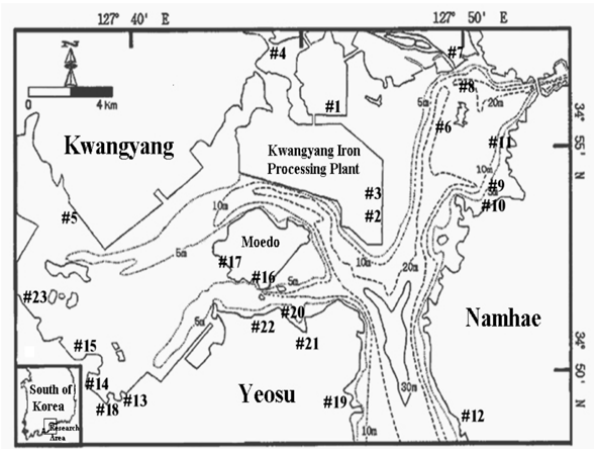 127° 40' E
127° 50' E
N
0 4 Km
#4
#7
#8
5m
20m
#1
#6
34° 55' N
Kwangyang
Kwangyang Iron
Processing Plant
#11
10m
#3
#9
5m
#2
#10
#5
10m
Moedo
5m
#17
10m
20m
#16
5m
#23
#20
Namhae
5m
#22
#21
#15
34° 50' N
#14
30m
South of
Korea
Research
Area
#18
#13
Yeosu
#19
#12
10m